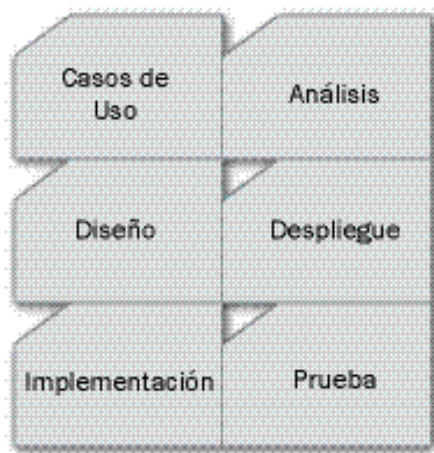 Casos de
Uso
Análisis
Diseño
Despliegue
Implementación
Prueba